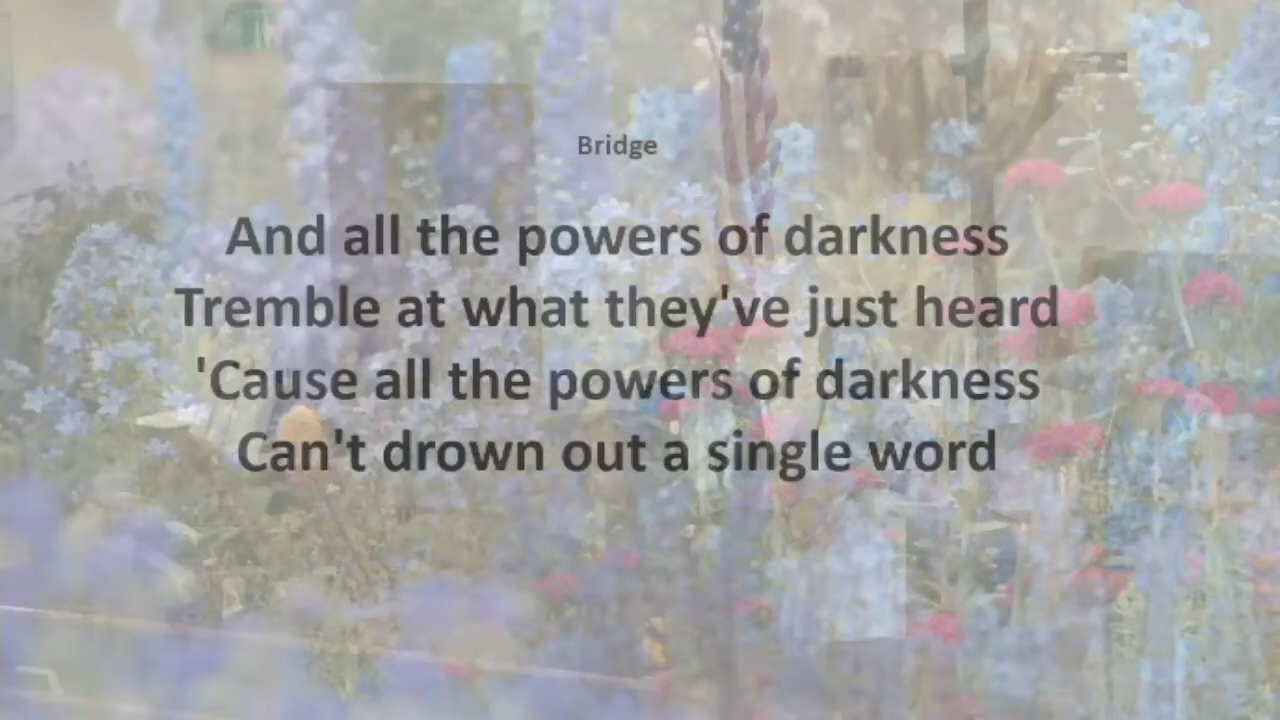 Bridge
And all the powers of darkness
Tremble at what they've just heard
'Cause all the powers of darkness
Can't drown out a single word